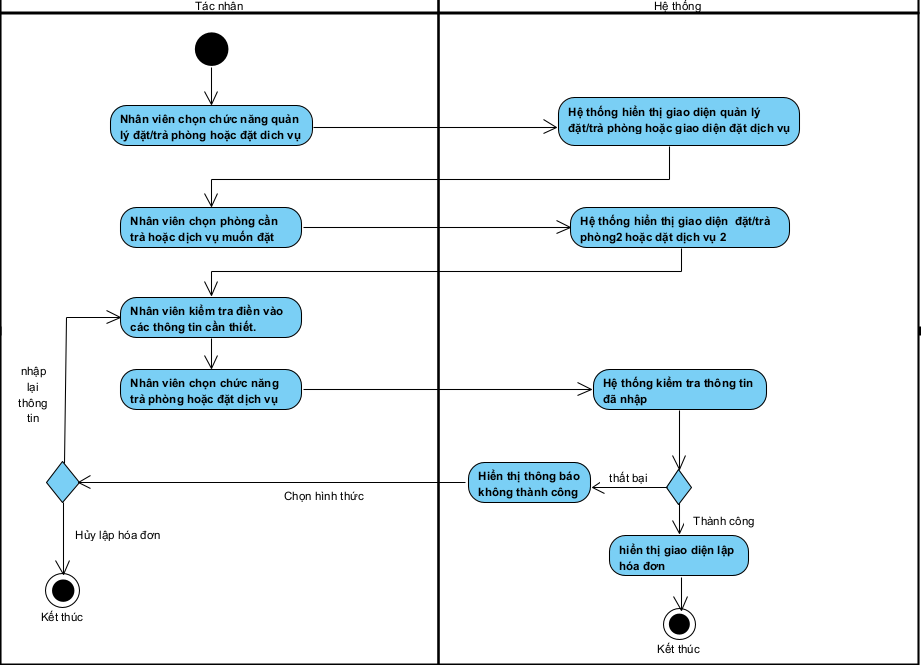 Tác nhân
Hệ thống
Nhân viên chọn chức năng quản
lý đặt/trả phòng hoặc đặt dich vụ
Hệ thống hiển thị giao diện quản lý
đặt/trả phòng hoặc giao diện đặt dịch vụ
Nhân viên chọn phòng cần
trả hoặc dịch vụ muốn đặt
Hệ thống hiển thị giao diện đặt/trả
phòng2 hoặc dặt dịch vụ 2
Nhân viên kiểm tra điền vào
các thông tin cần thiết.
Nhân viên chọn chức năng
trả phòng hoặc đặt dịch vụ
Hệ thống kiểm tra thông tin
đã nhập
nhập
lại
thông
tin
Hiển thị thông báo
không thành công
thất bại
Chọn hình thức
Thành công
Hủy lập hóa đơn
hiển thị giao diện lập
hóa đơn
Kết thúc
Kết thúc